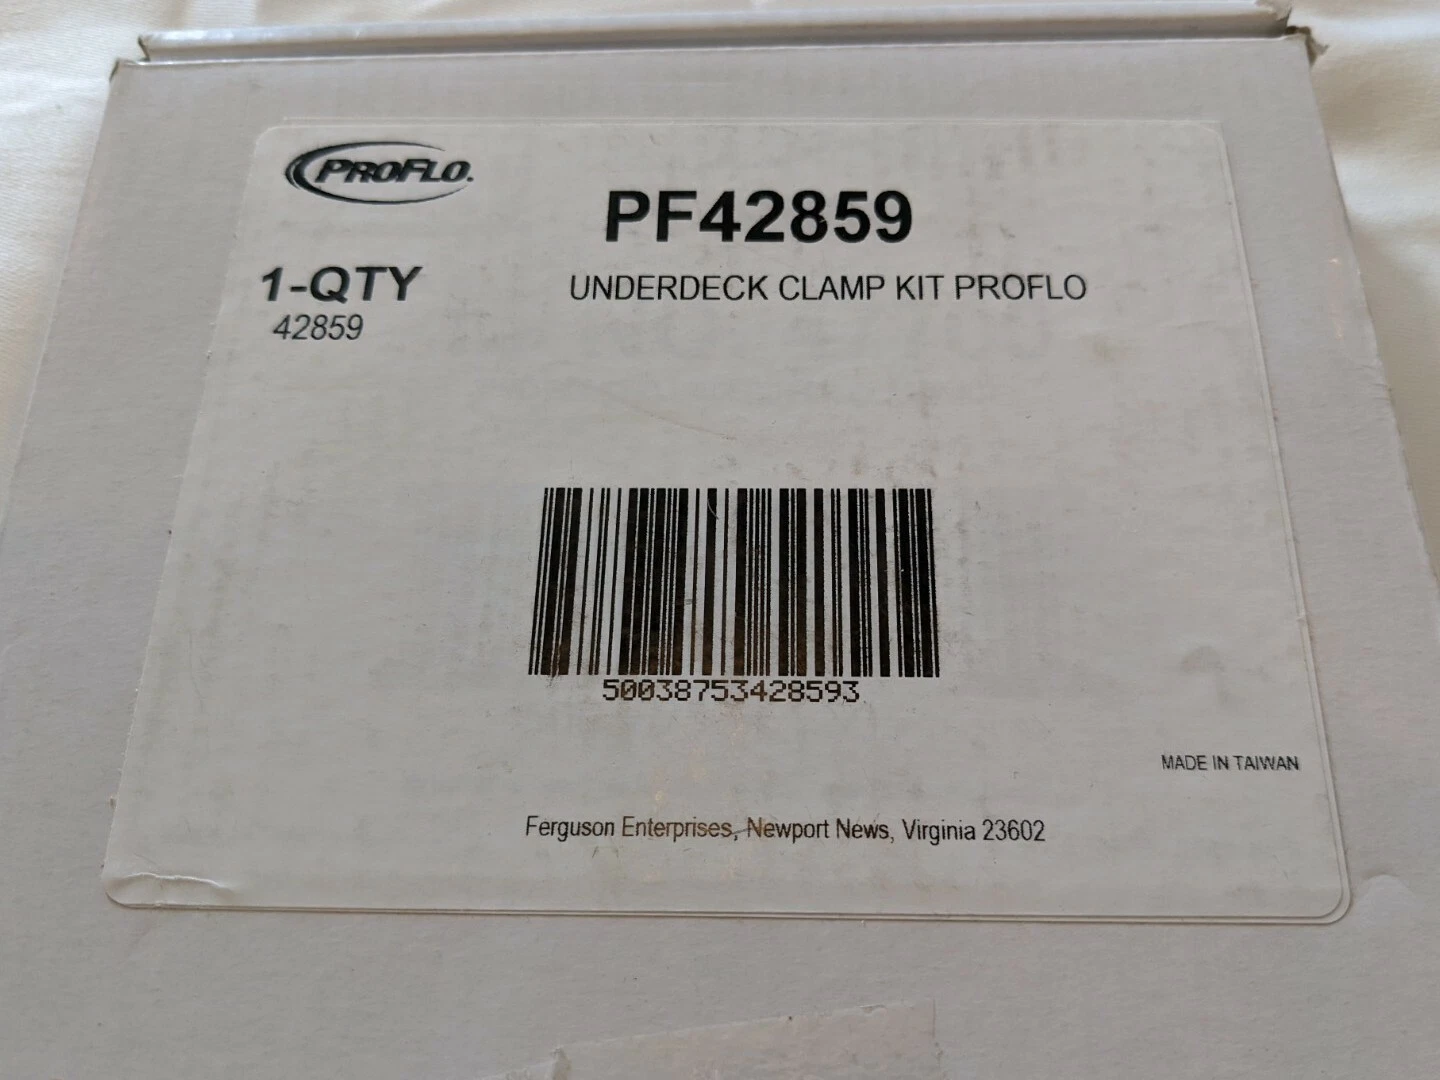 PROFLO.
PF42859
1-QTY
UNDERDECK CLAMP KIT PROFLO
42859
50038753428593
MADE IN TAIWAN
Ferguson Enterprises, Newport News, Virginia 23602